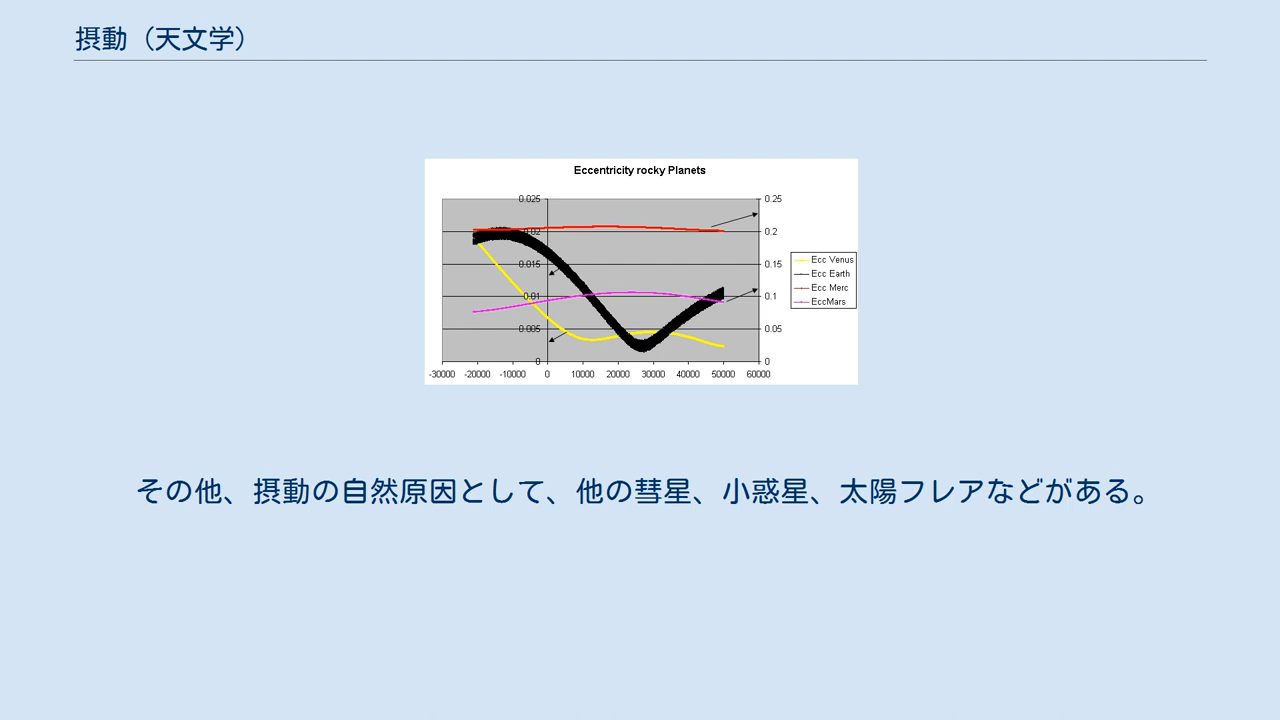 摂動（天文学）
Eccentricity rocky Planets
0.025 0.25
0.02 0.2
0.015 0.15
0.01 0.1
0.005 0.05
0 0
-30000 -20000 -10000 0 10000 20000 30000 40000 50000 60000
Ecc Venus
Ecc Earth
Ecc Merc
EccMars
その他、摂動の自然原因として、他の彗星、小惑星、太陽フレアなどがある。